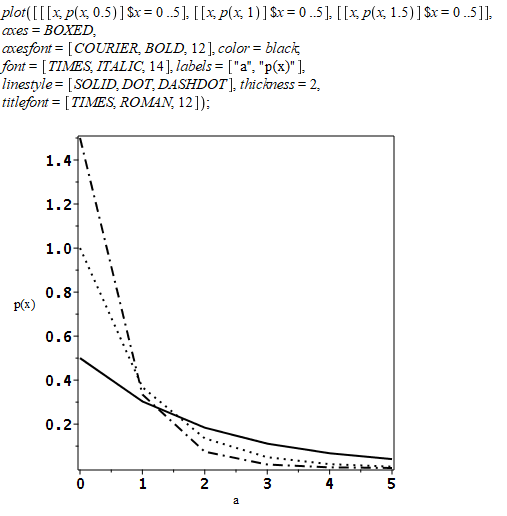 plot([[[x, p(x, 0.5)] $x = 0 ..5], [[x, p(x, 1)] $x = 0 ..5], [[x, p(x, 1.5)] $x = 0 ..5]],
axes = BOXED,
axesfont = [COURIER, BOLD, 12], color = black,
font = [TIMES, ITALIC, 14], labels = ["a", "p(x)"],
linestyle = [SOLID, DOT, DASHDOT], thickness = 2,
titlefont = [TIMES, ROMAN, 12]);
1.4
1.2
1.0
0.8
p(x)
0.6
0.4
0.2
0 1 2 3 4 5
a